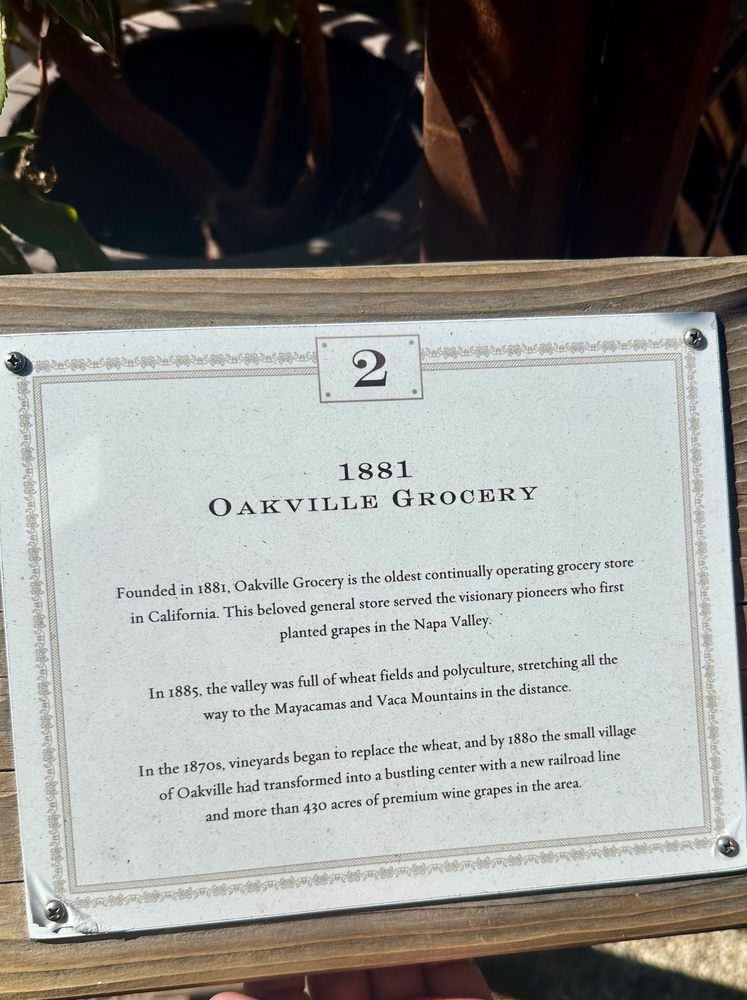 2
1881
Oakville Grocery
Founded in 1881, Oakville Grocery is the oldest continually operating grocery store
in California. This beloved general store served the visionary pioneers who first
planted grapes in the Napa Valley.
In 1885, the valley was full of wheat fields and polyculture, stretching all the
way to the Mayacamas and Vaca Mountains in the distance.
In the 1870s, vineyards began to replace the wheat, and by 1880 the small village
of Oakville had transformed into a bustling center with a new railroad line
and more than 430 acres of premium wine grapes in the area.